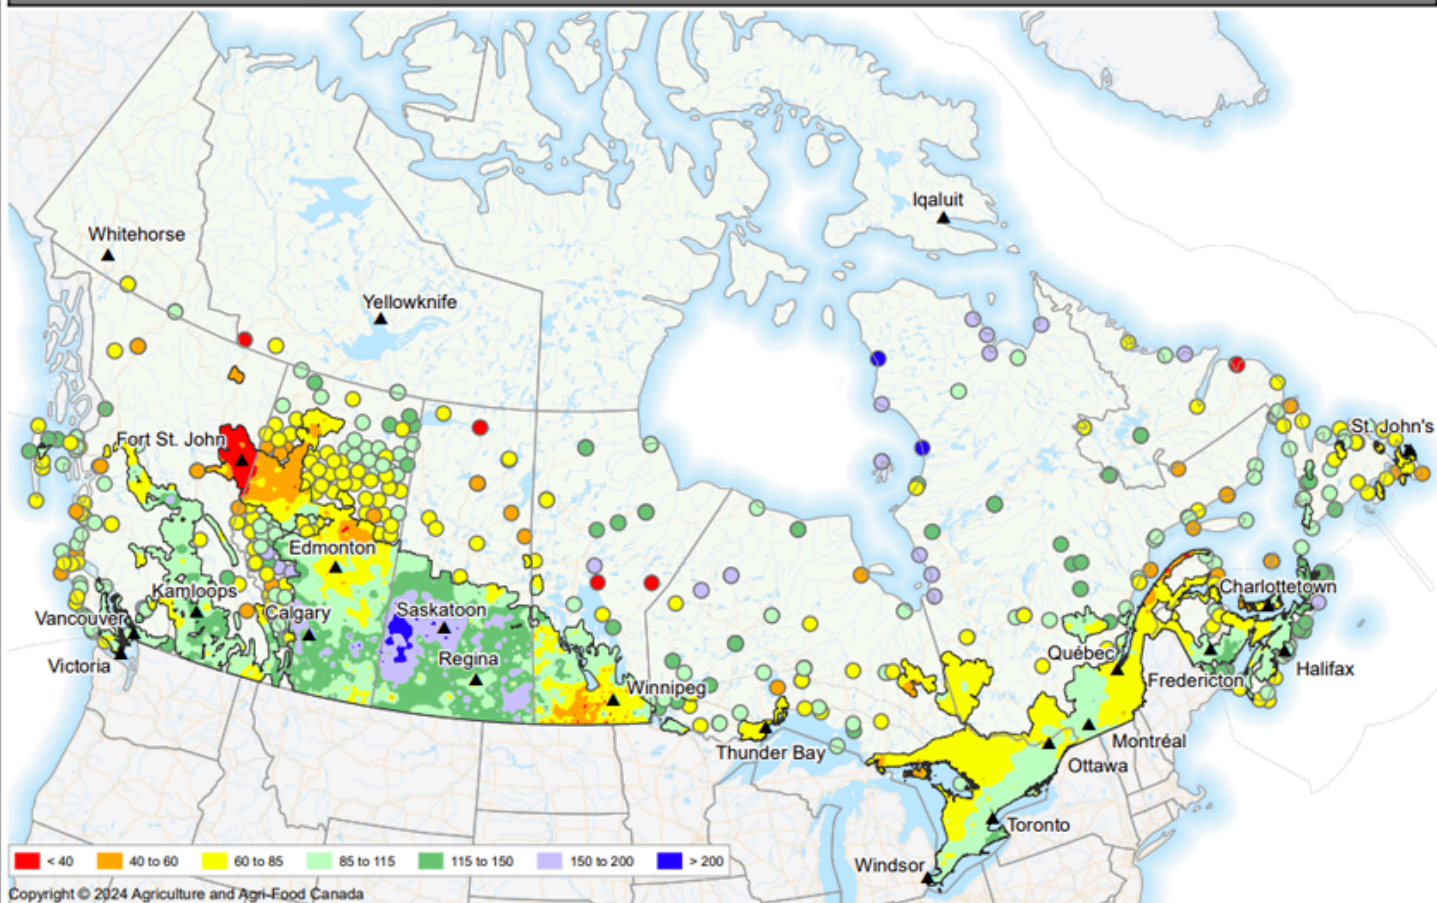 Iqaluit
Whitehorse
Yellowknife
Fort St. John
St. John's
Edmonton
Kamloops
Charlottetown
Vancouver
Calgary
Saskatoon
Victoria
Regina
Québec
Halifax
Winnipeg
Fredericton
Thunder Bay
Montréal
Ottawa
Toronto
Windsor
< 40
40 to 60
60 to 85
85 to 115
115 to 150
150 to 200
> 200
Copyright © 2024 Agriculture and Agri-Food Canada